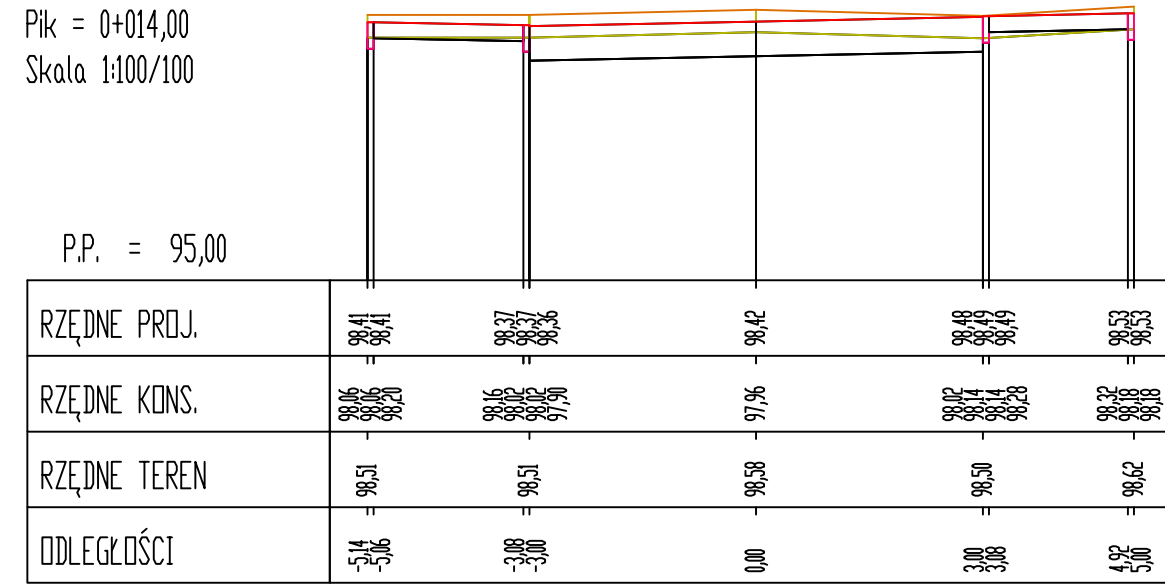 Pik = 0+014,00
Skala 1:100/100
P.P. = 95,00
RZĘDNE PROJ. 98,41 98,41 98,37 98,37 98,36 98,42 98,48 98,49 98,49 98,53 98,53
RZĘDNE KONS. 98,06 98,06 98,20 98,16 98,02 98,02 97,90 97,96 98,02 98,14 98,14 98,28 98,32 98,18 98,18
RZĘDNE TEREN 98,51 98,51 98,58 98,50 98,62
ODLEGŁOŚCI -5,14 -5,06 -3,08 -3,00 0,00 3,00 3,08 4,92 5,00